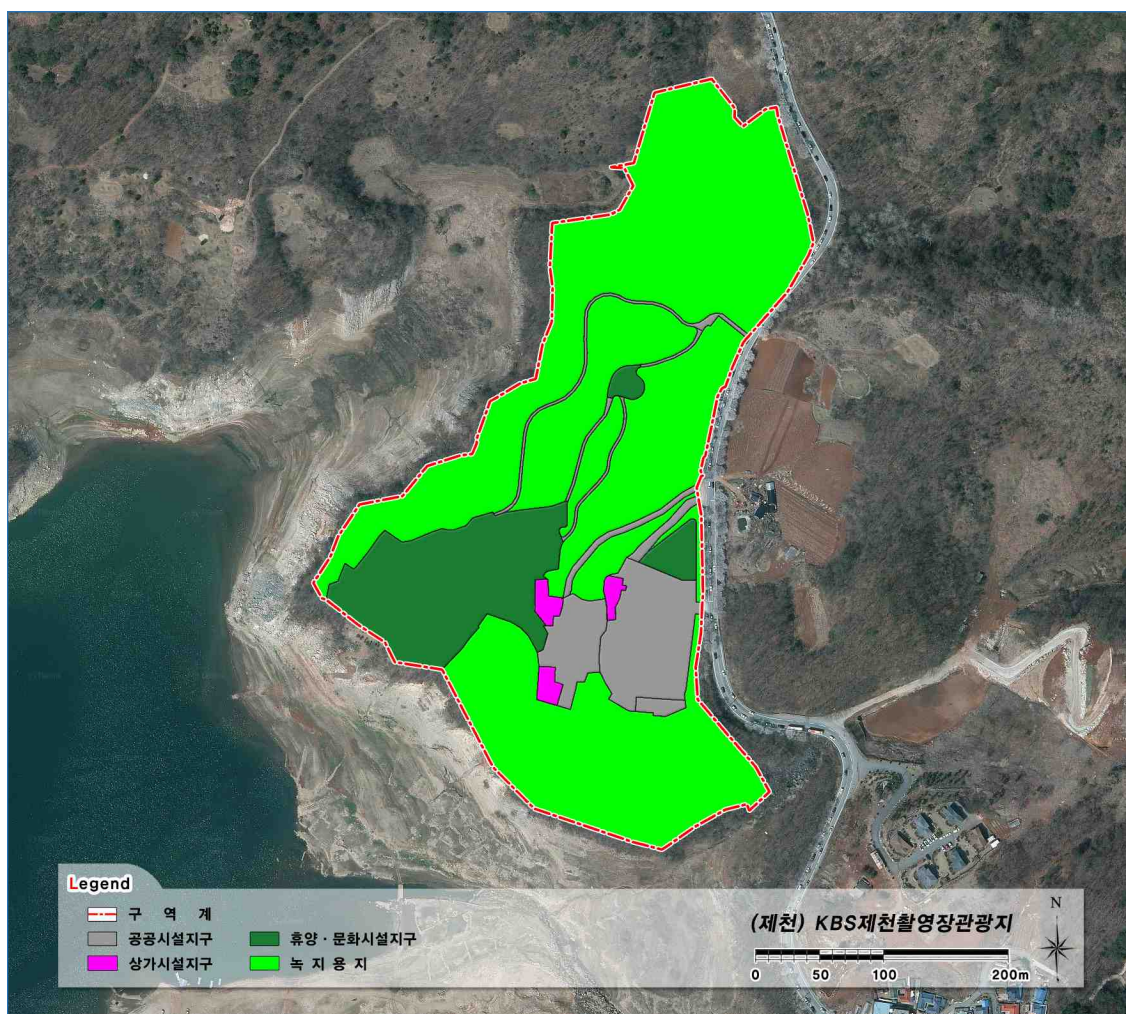 Legend
구 역 계
공공시설지구
휴양 · 문화시설지구
상가시설지구
녹 지 용 지
(제천) KBS제천촬영장관광지
N
0 50 100 200m